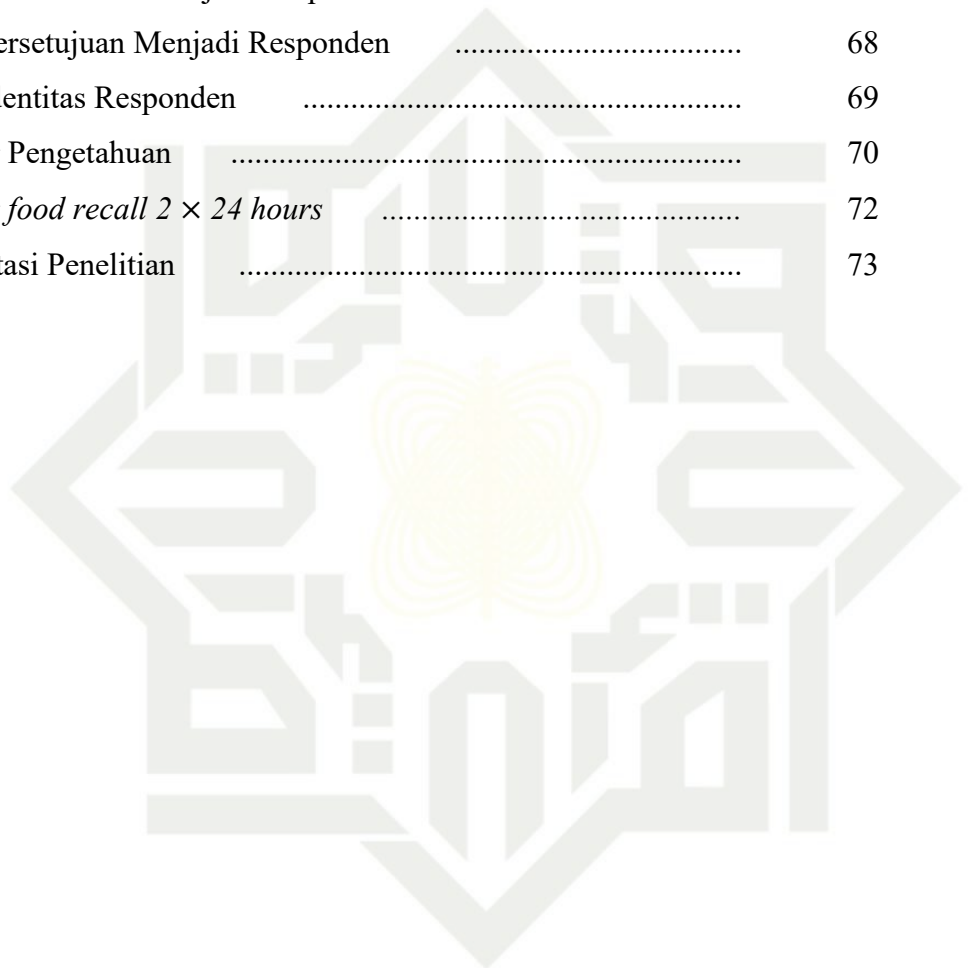 ersetujuan Menjadi Responden .................................... 68
entitas Responden ....................................................... 69
Pengetahuan ................................................................ 70
food recall 2 × 24 hours ............................................. 72
tasi Penelitian ............................................................... 73